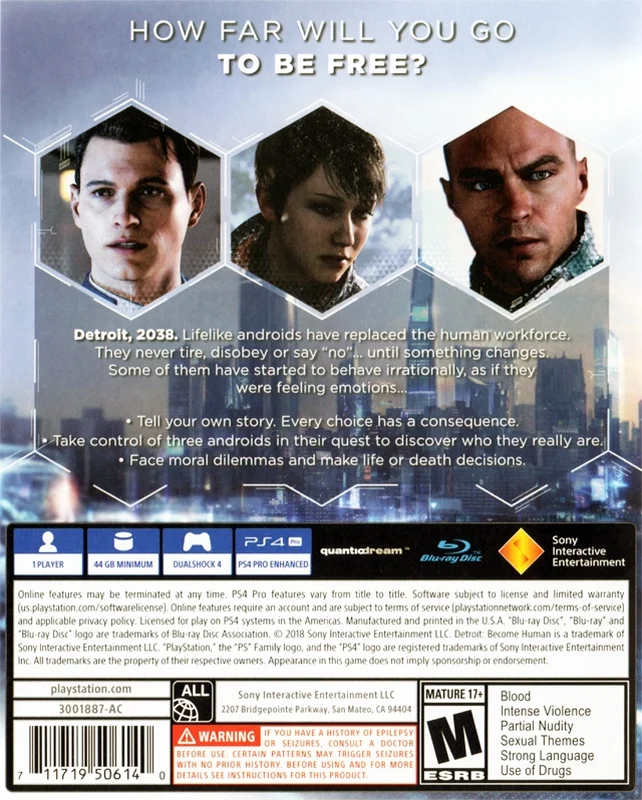 HOW FAR WILL YOU GO
TO BE FREE?
Detroit, 2038. Lifelike androids have replaced the human workforce.
They never tire, disobey or say “no”... until something changes.
Some of them have started to behave irrationally, as if they
were feeling emotions...
• Tell your own story. Every choice has a consequence.
• Take control of three androids in their quest to discover who they really are.
• Face moral dilemmas and make life or death decisions.
1 PLAYER
44 GB MINIMUM
DUALSHOCK 4
PS4 Pro
PS4 PRO ENHANCED
quanticdream™
Blu-ray Disc™
Sony
Interactive
Entertainment
Online features may be terminated at any time. PS4 Pro features vary from title to title. Software subject to license and limited warranty
(us.playstation.com/softwarelicense). Online features require an account and are subject to terms of service (playstationnetwork.com/terms-of-service)
and applicable privacy policy. Licensed for play on PS4 systems in the Americas. Manufactured and printed in the U.S.A. "Blu-ray Disc", "Blu-ray" and
"Blu-ray Disc" logo are trademarks of Blu-ray Disc Association. © 2018 Sony Interactive Entertainment LLC. Detroit: Become Human is a trademark of
Sony Interactive Entertainment LLC. "PlayStation," the "PS" Family logo, and the "PS4" logo are registered trademarks of Sony Interactive Entertainment
Inc. All trademarks are the property of their respective owners. Appearance in this game does not imply sponsorship or endorsement.
playstation.com
3001887-AC
7 11719 50614 0
ALL
Sony Interactive Entertainment LLC
2207 Bridgepointe Parkway, San Mateo, CA 94404
WARNING IF YOU HAVE A HISTORY OF EPILEPSY
OR SEIZURES, CONSULT A DOCTOR
BEFORE USE. CERTAIN PATTERNS MAY TRIGGER SEIZURES
WITH NO PRIOR HISTORY. BEFORE USING AND FOR MORE
DETAILS SEE INSTRUCTIONS FOR THIS PRODUCT.
MATURE 17+
M
ESRB
Blood
Intense Violence
Partial Nudity
Sexual Themes
Strong Language
Use of Drugs